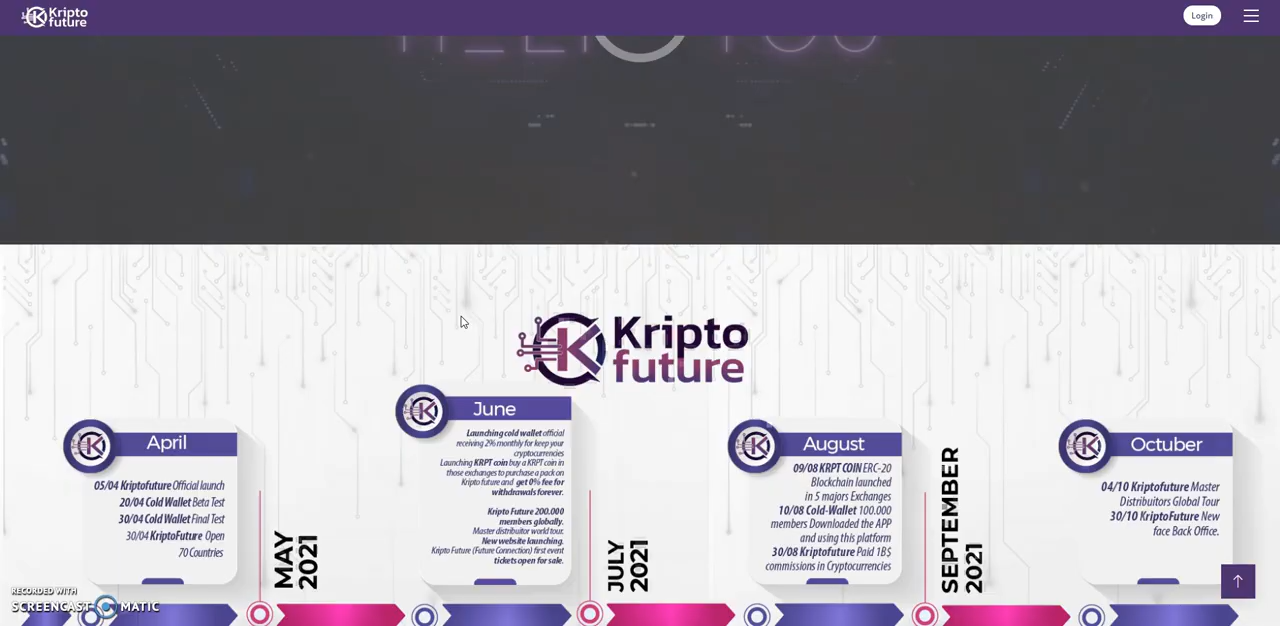 Kripto
future
Login
Kripto
future
April
05/04 Kriptofuture Official launch
20/04 Cold Wallet Beta Test
30/04 Cold Wallet Final Test
30/04 KriptoFuture Open
70 Countries
MAY
2021
June
Launching cold wallet official
receiving 2% monthly for keep your
cryptocurrencies
Launching KRPT coin buy a KRPT coin in
those exchanges to purchase a pack on
Kripto future and get 0% fee for
withdrawals forever.
Kripto Future 200.000
members globally.
Master distributor world tour.
New website launching.
Kripto Future (Future Connection) first event
tickets open for sale.
JULY
2021
August
09/08 KRPT COIN ERC-20
Blockchain launched
in 5 majors Exchanges
10/08 Cold-Wallet 100.000
members Downloaded the APP
and using this platform
30/08 Kriptofuture Paid 1B$
commissions in Cryptocurrencies
SEPTEMBER
2021
Octuber
04/10 Kriptofuture Master
Distribuitors Global Tour
30/10 KriptoFuture New
face Back Office.
RECORDED WITH
SCREENCAST MATIC